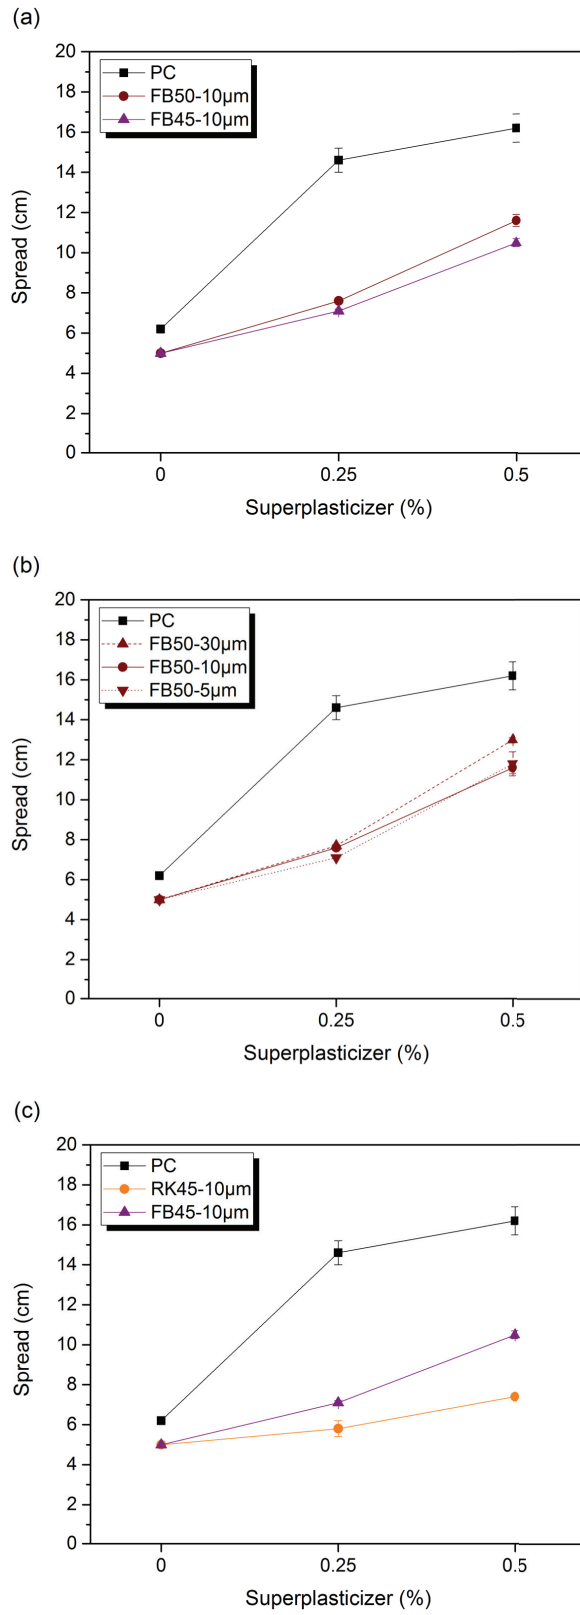 (a)
20
18
16
14
12
10
8
6
4
2
0
Spread (cm)
PC
FB50-10µm
FB45-10µm
0 0.25 0.5
Superplasticizer (%)
(b)
20
18
16
14
12
10
8
6
4
2
0
Spread (cm)
PC
FB50-30µm
FB50-10µm
FB50-5µm
0 0.25 0.5
Superplasticizer (%)
(c)
20
18
16
14
12
10
8
6
4
2
0
Spread (cm)
PC
RK45-10µm
FB45-10µm
0 0.25 0.5
Superplasticizer (%)